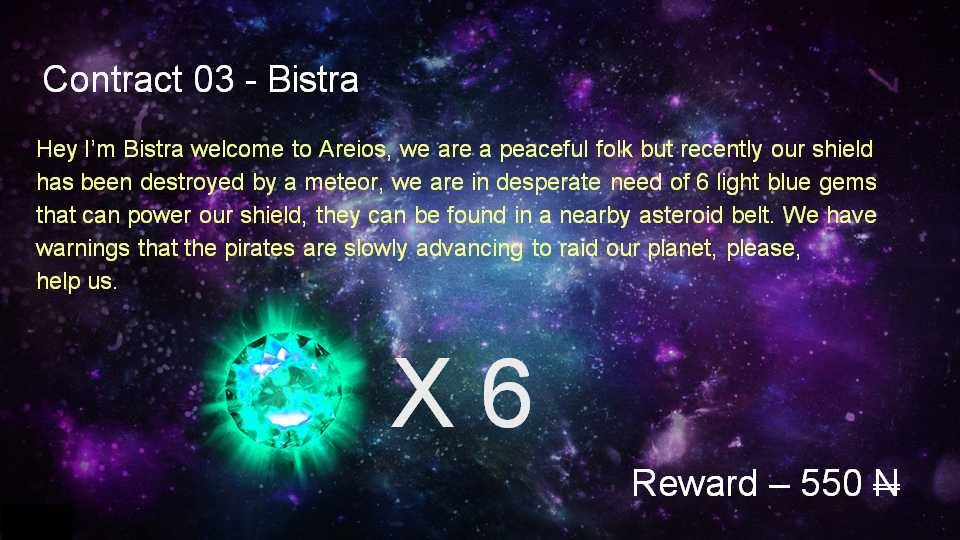 Contract 03 - Bistra
Hey I’m Bistra welcome to Areios, we are a peaceful folk but recently our shield
has been destroyed by a meteor, we are in desperate need of 6 light blue gems
that can power our shield, they can be found in a nearby asteroid belt. We have
warnings that the pirates are slowly advancing to raid our planet, please,
help us.
X 6
Reward – 550 ₦